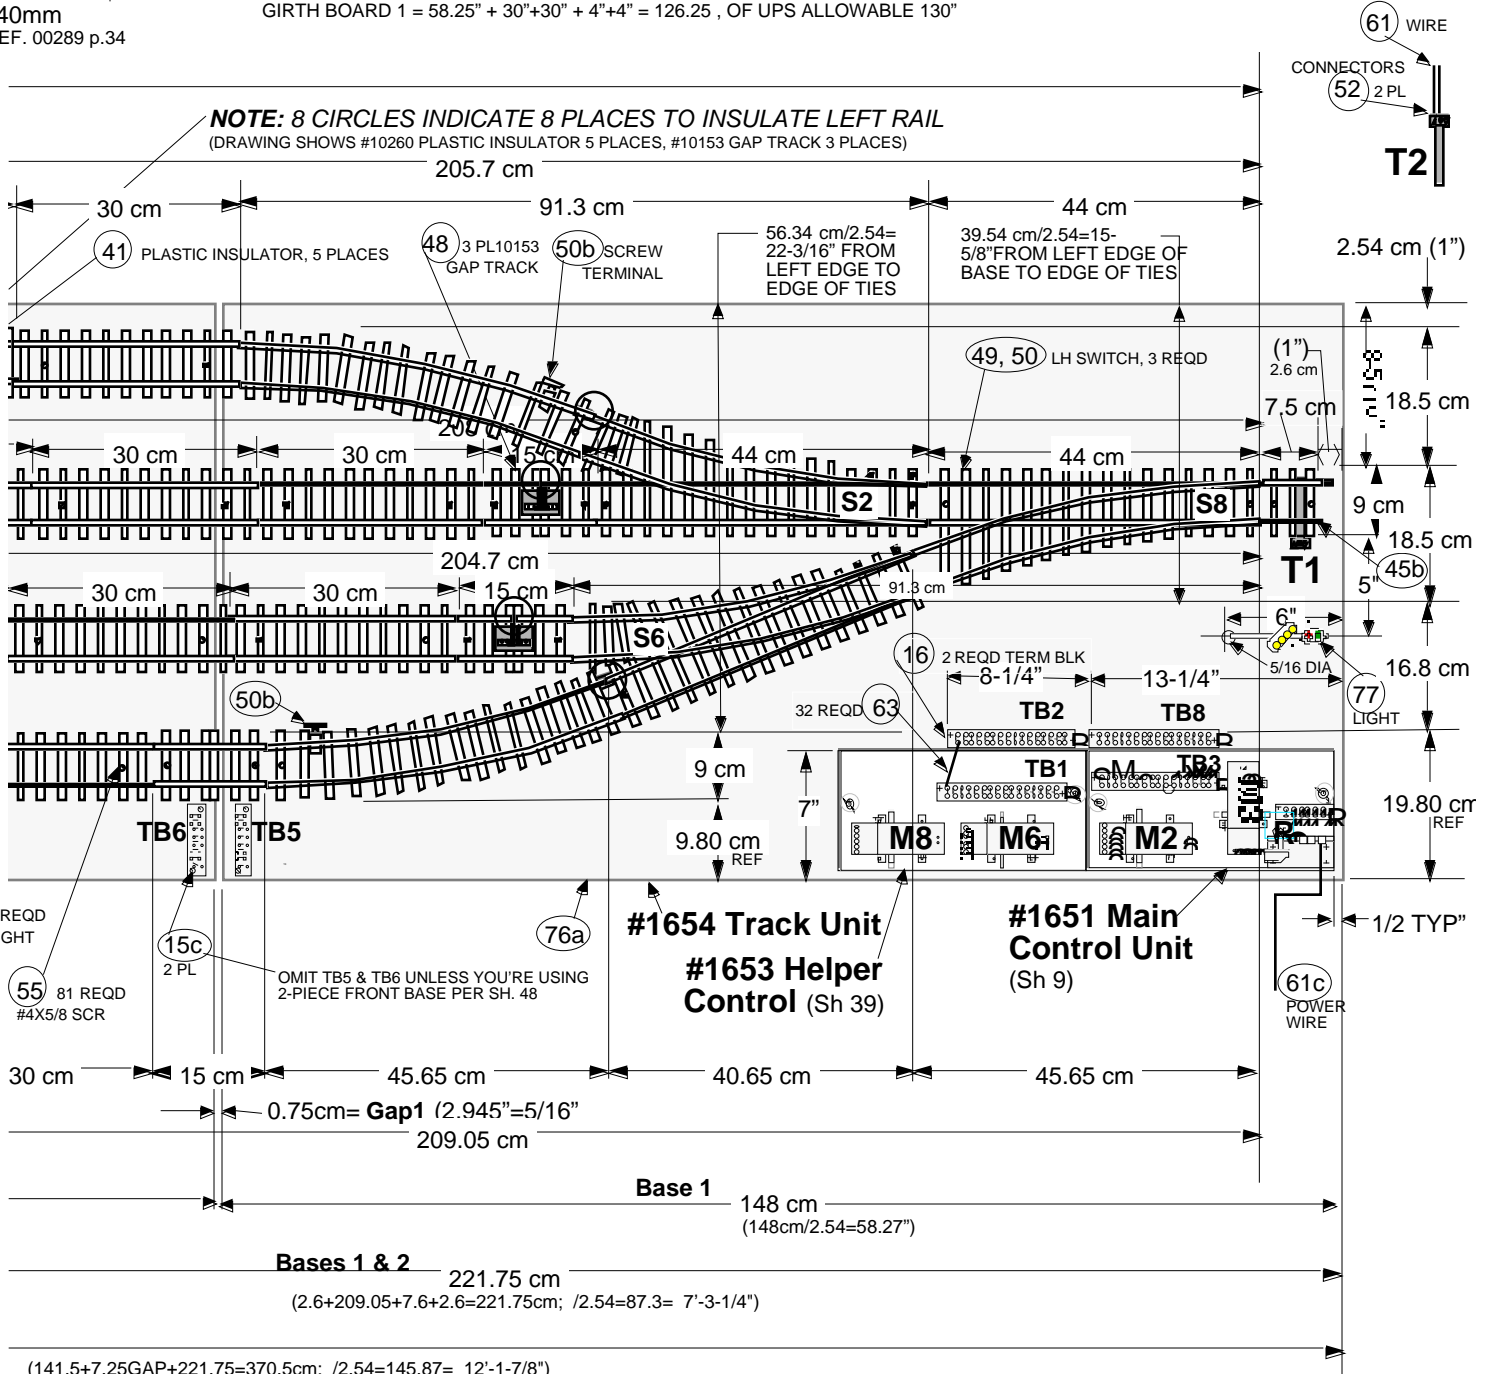 40mm
GIRTH BOARD 1 = 58.25” + 30”+30” + 4”+4” = 126.25 , OF UPS ALLOWABLE 130”
EF. 00289 p.34
61 WIRE
CONNECTORS
52 2 PL
T2
NOTE: 8 CIRCLES INDICATE 8 PLACES TO INSULATE LEFT RAIL
(DRAWING SHOWS #10260 PLASTIC INSULATOR 5 PLACES, #10153 GAP TRACK 3 PLACES)
205.7 cm
30 cm
91.3 cm
44 cm
41 PLASTIC INSULATOR, 5 PLACES
48 3 PL10153
GAP TRACK
50b SCREW
TERMINAL
56.34 cm/2.54=
22-3/16” FROM
LEFT EDGE TO
EDGE OF TIES
39.54 cm/2.54=15-
5/8”FROM LEFT EDGE OF
BASE TO EDGE OF TIES
2.54 cm (1”)
49, 50 LH SWITCH, 3 REQD
(1”)
2.6 cm
7.5 cm
18.5 cm
30 cm
30 cm
15 cm
44 cm
44 cm
S2
S8
9 cm
18.5 cm
204.7 cm
T1
45b
5"
30 cm
30 cm
15 cm
91.3 cm
S6
6"
5/16 DIA
16.8 cm
77
LIGHT
16 2 REQD TERM BLK
8-1/4”
13-1/4”
50b
32 REQD 63
TB2
TB8
TB1
TB3
9 cm
7”
19.80 cm
REF
TB6
TB5
9.80 cm
REF
M8
M6
M2
REQD
GHT
15c
2 PL
76a
#1654 Track Unit
#1651 Main
Control Unit
(Sh 9)
1/2 TYP”
OMIT TB5 & TB6 UNLESS YOU'RE USING
2-PIECE FRONT BASE PER SH. 48
#1653 Helper
Control (Sh 39)
55 81 REQD
#4X5/8 SCR
61c
POWER
WIRE
30 cm
15 cm
45.65 cm
40.65 cm
45.65 cm
0.75cm= Gap1 (2.945”=5/16”
209.05 cm
Base 1
148 cm
(148cm/2.54=58.27”)
Bases 1 & 2
221.75 cm
(2.6+209.05+7.6+2.6=221.75cm; /2.54=87.3= 7'-3-1/4”)
(141.5+7.25GAP+221.75=370.5cm; /2.54=145.87= 12'-1-7/8”)